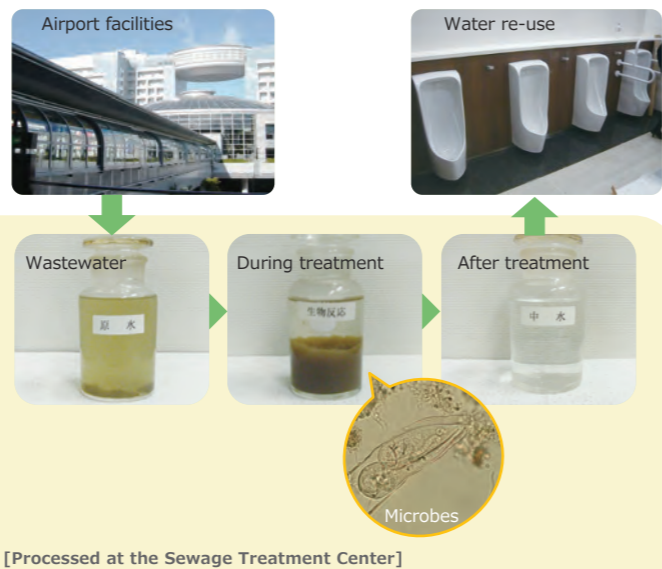 Airport facilities
Water re-use
Wastewater
During treatment
After treatment
原 水
生物反応
中 水
Microbes
[Processed at the Sewage Treatment Center]